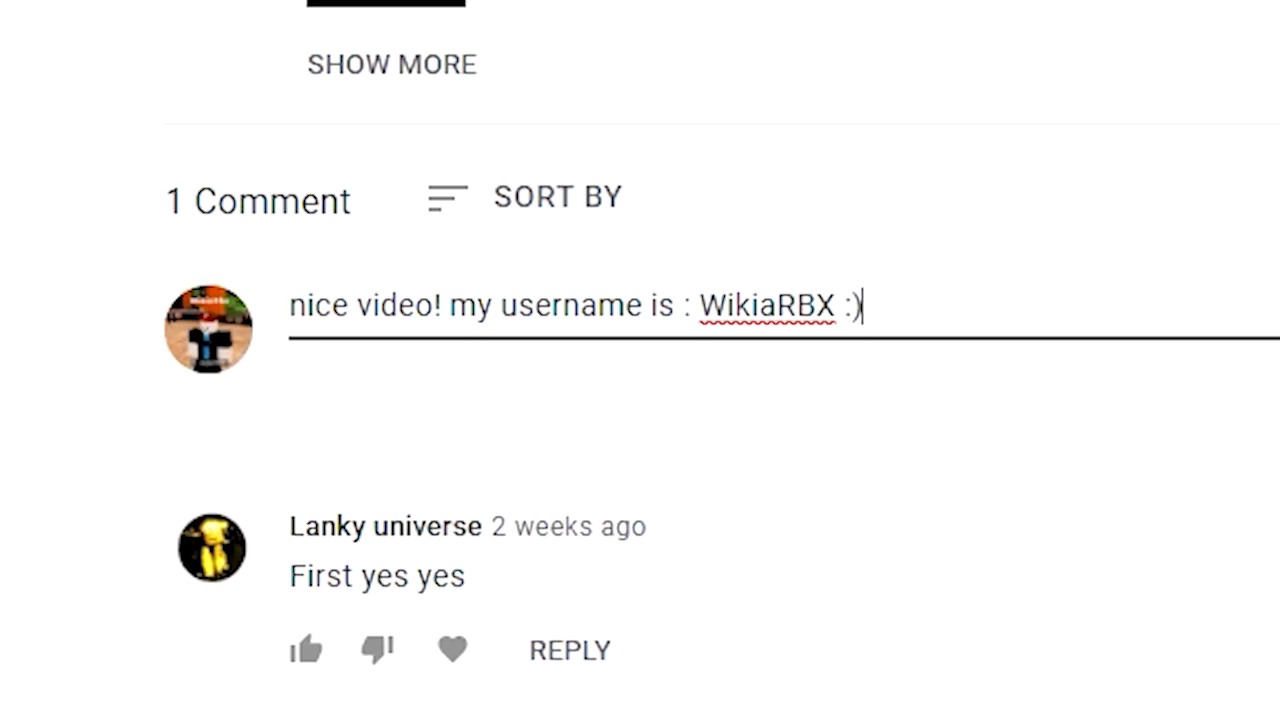 SHOW MORE
1 Comment
SORT BY
nice video! my username is : WikiaRBX :)
Lanky universe 2 weeks ago
First yes yes
REPLY